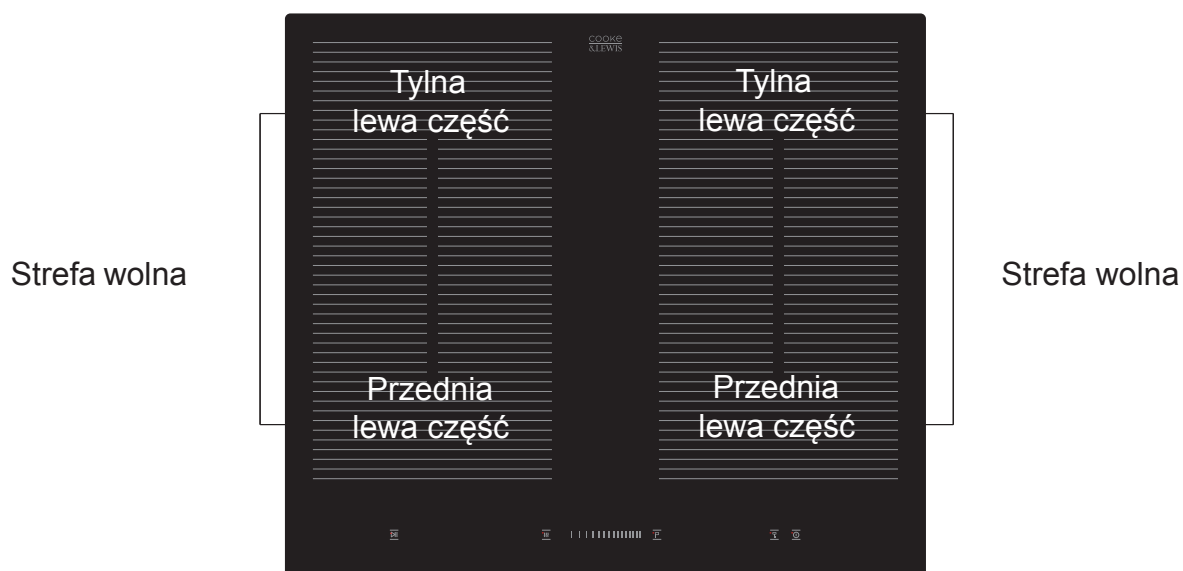 cooke
&LEWIS
Tylna
lewa część
Tylna
lewa część
Strefa wolna
Strefa wolna
Przednia
lewa część
Przednia
lewa część
P